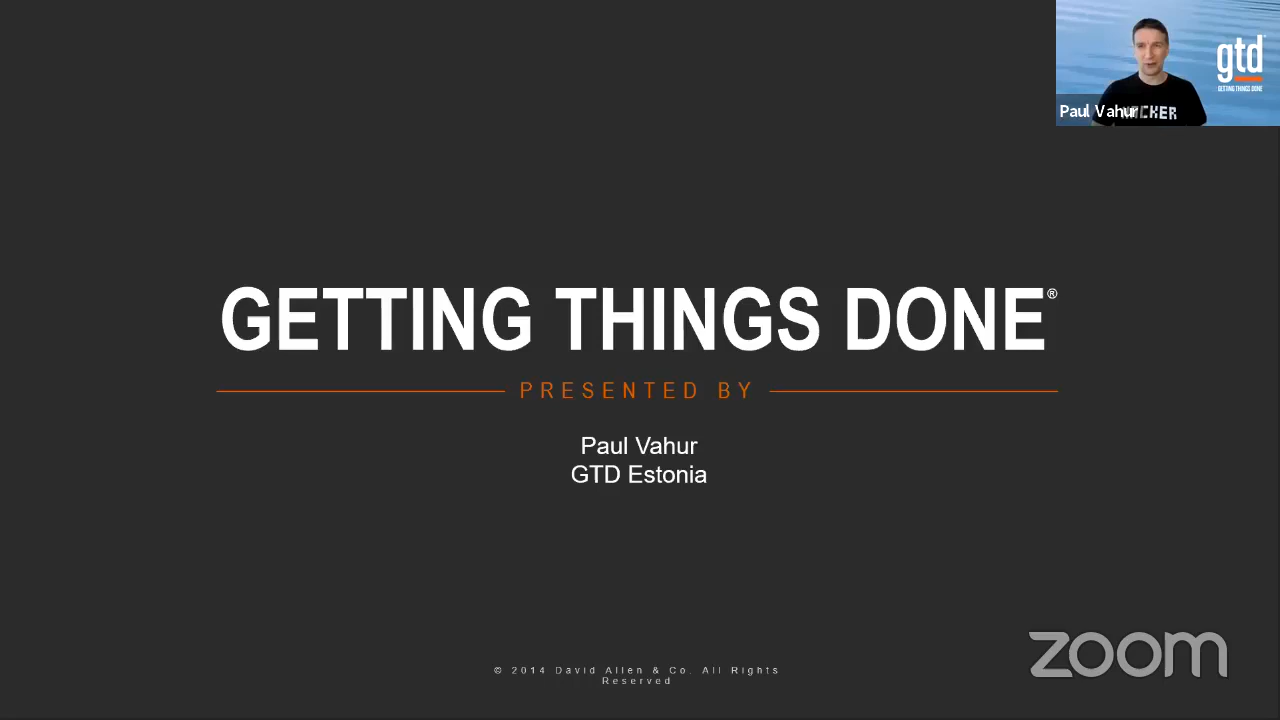 gtd
GETTING THINGS DONE
Paul Vahur
GETTING THINGS DONE®
PRESENTED BY
Paul Vahur
GTD Estonia
zoom
© 2014 David Allen & Co. All Rights
Reserved